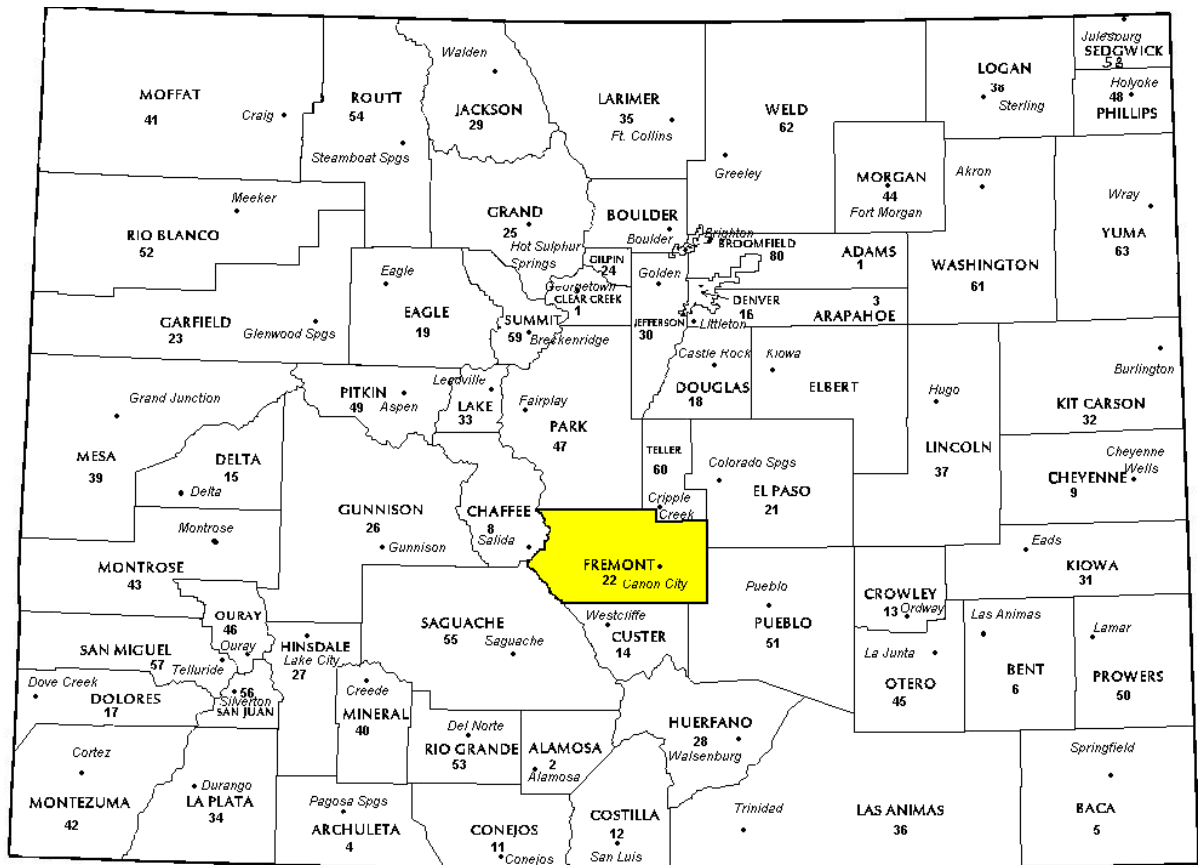 Julesburg
SEDGWICK
58
Walden
LOGAN
38
Sterling
Holyoke
48
PHILLIPS
MOFFAT
41
Craig
ROUTT
54
Steamboat Spgs
JACKSON
29
LARIMER
35
Ft. Collins
WELD
62
Greeley
MORGAN
44
Fort Morgan
Akron
Wray
YUMA
63
Meeker
RIO BLANCO
52
GRAND
25
Hot Sulphur
Springs
BOULDER
Boulder
Brighton
BROOMFIELD
80
ADAMS
1
WASHINGTON
61
GILPIN
24
Golden
Eagle
EAGLE
19
Georgetown
CLEAR CREEK
1
DENVER
16
3
ARAPAHOE
GARFIELD
23
Glenwood Spgs
SUMMIT
59
Breckenridge
JEFFERSON
30
Littleton
Castle Rock
DOUGLAS
18
Kiowa
ELBERT
Burlington
KIT CARSON
32
Hugo
LINCOLN
37
Grand Junction
MESA
39
PITKIN
49
Aspen
Leadville
LAKE
33
Fairplay
PARK
47
DELTA
15
Delta
GUNNISON
26
Gunnison
CHAFFEE
8
Salida
TELLER
60
Cripple
Creek
Colorado Spgs
EL PASO
21
Cheyenne
Wells
CHEYENNE
9
Montrose
MONTROSE
43
FREMONT
22
Canon City
Pueblo
PUEBLO
51
CROWLEY
13
Ordway
Eads
KIOWA
31
OURAY
46
Ouray
SAN MIGUEL
57
Telluride
HINSDALE
Lake City
27
SAGUACHE
55
Saguache
Westcliffe
CUSTER
14
La Junta
OTERO
45
Las Animas
BENT
6
Lamar
PROWERS
50
Dove Creek
DOLORES
17
56
Silverton
SAN JUAN
Creede
MINERAL
40
Del Norte
RIO GRANDE
53
ALAMOSA
2
Alamosa
HUERFANO
28
Walsenburg
Cortez
MONTEZUMA
42
Durango
LA PLATA
34
Pagosa Spgs
ARCHULETA
4
CONEJOS
11
Conejos
COSTILLA
12
San Luis
Trinidad
LAS ANIMAS
36
Springfield
BACA
5